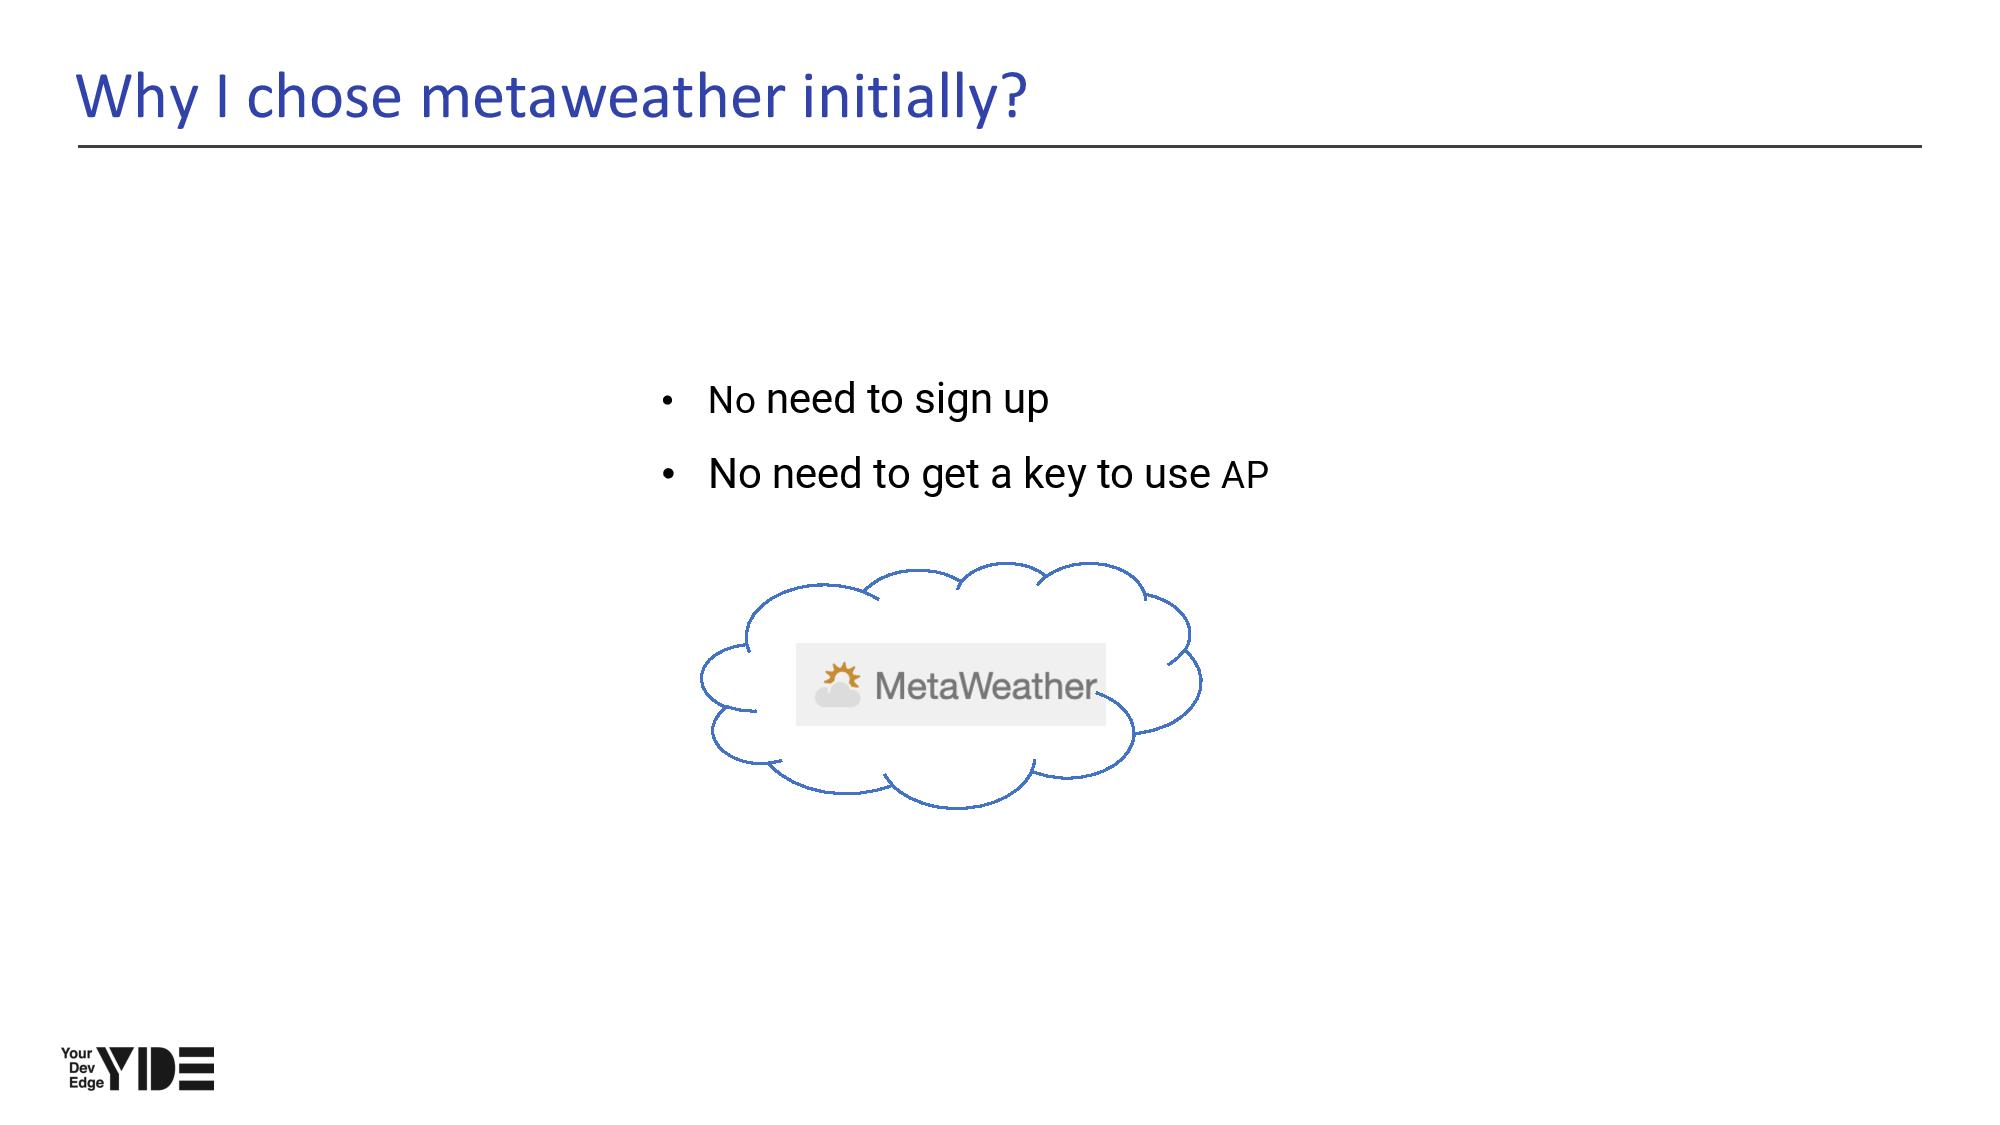 Why I chose metaweather initially?
• No need to sign up
• No need to get a key to use AP
MetaWeather
Your
Dev
Edge
YDE